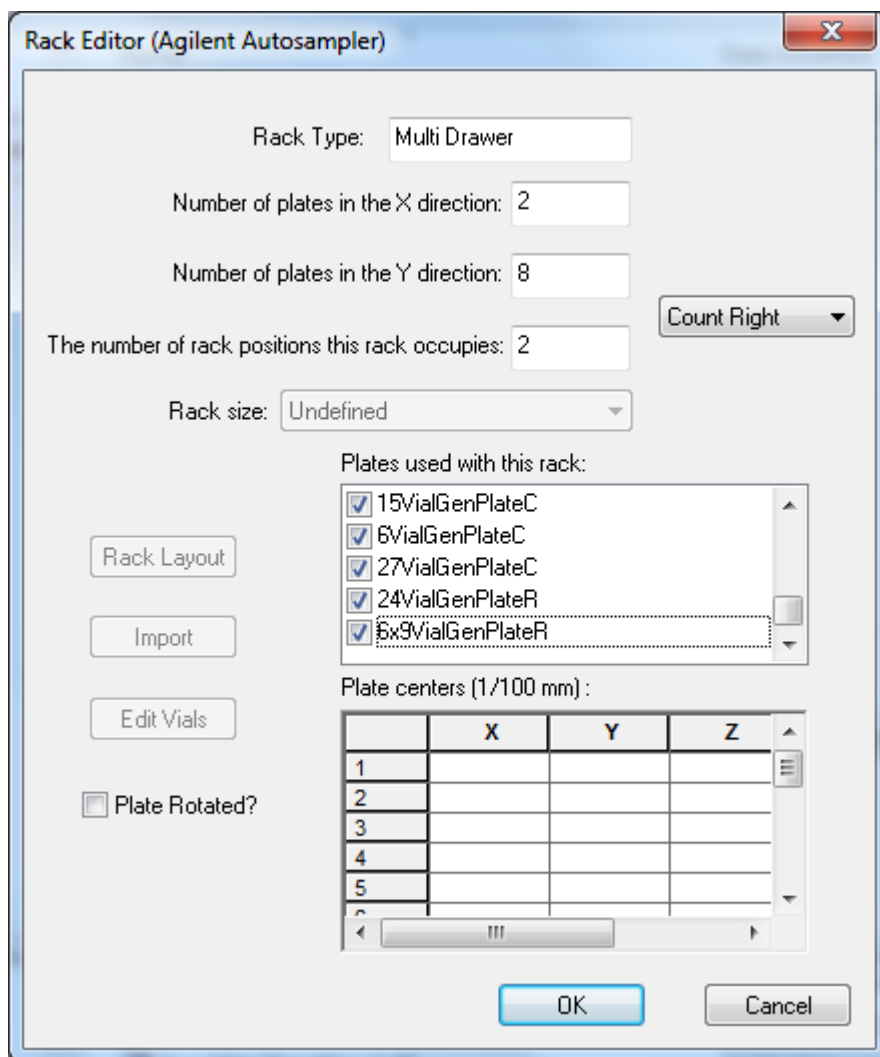 Rack Editor (Agilent Autosampler)
Rack Type: Multi Drawer
Number of plates in the X direction: 2
Number of plates in the Y direction: 8
Count Right
The number of rack positions this rack occupies: 2
Rack size: Undefined
Plates used with this rack:
15VialGenPlateC
6VialGenPlateC
27VialGenPlateC
24VialGenPlateR
6x9VialGenPlateR
Rack Layout
Import
Edit Vials
Plate Rotated?
Plate centers (1/100 mm) :
X Y Z
1
2
3
4
5
OK Cancel